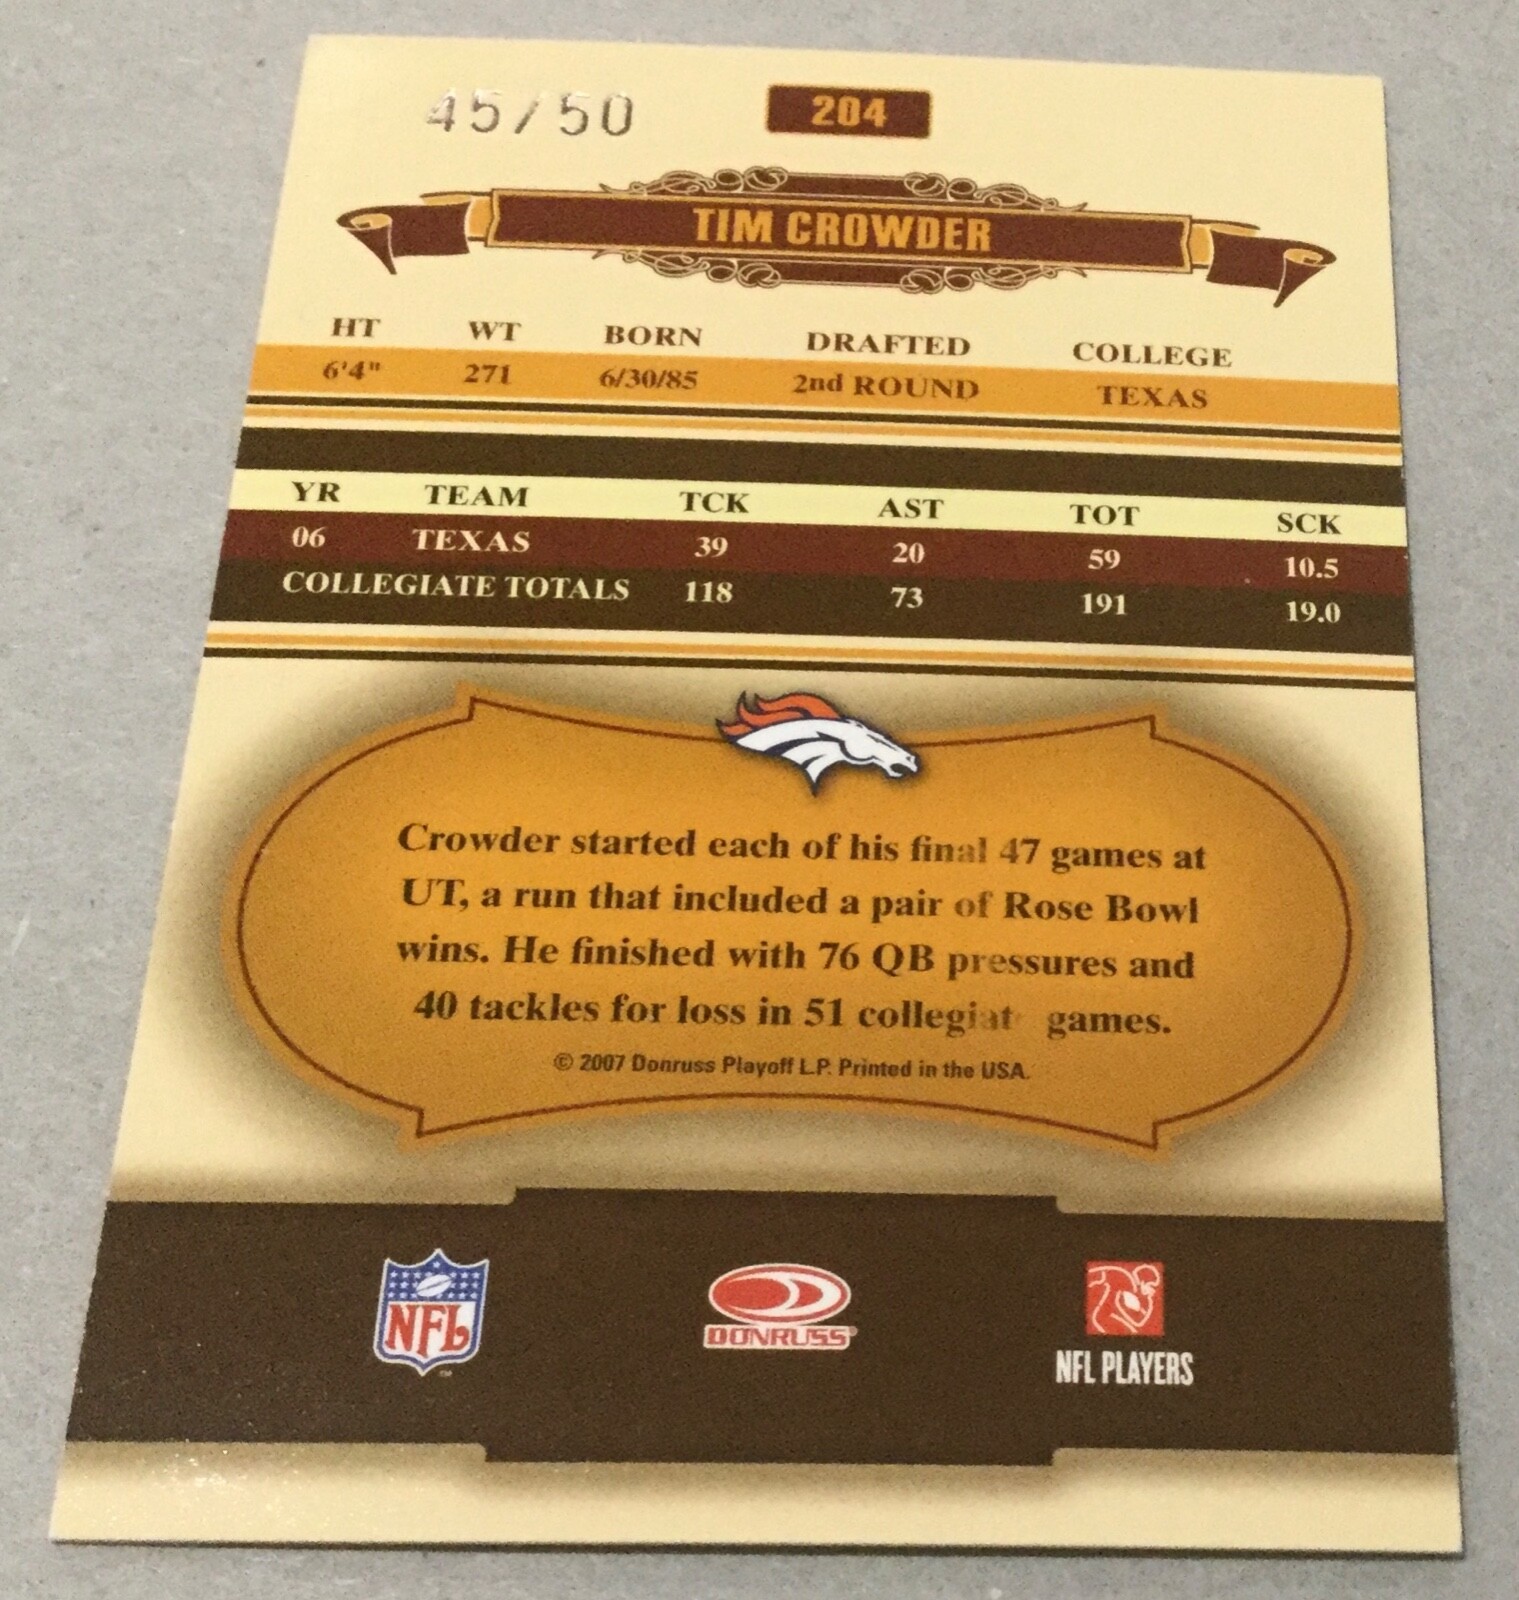 45/50 204
TIM CROWDER
HT WT BORN DRAFTED COLLEGE
6'4" 271 6/30/85 2nd ROUND TEXAS
YR TEAM TCK AST TOT SCK
06 TEXAS 39 20 59 10.5
COLLEGIATE TOTALS 118 73 191 19.0
Crowder started each of his final 47 games at
UT, a run that included a pair of Rose Bowl
wins. He finished with 76 QB pressures and
40 tackles for loss in 51 collegiate games.
© 2007 Donruss Playoff L.P. Printed in the USA.
NFL DONRUSS NFL PLAYERS